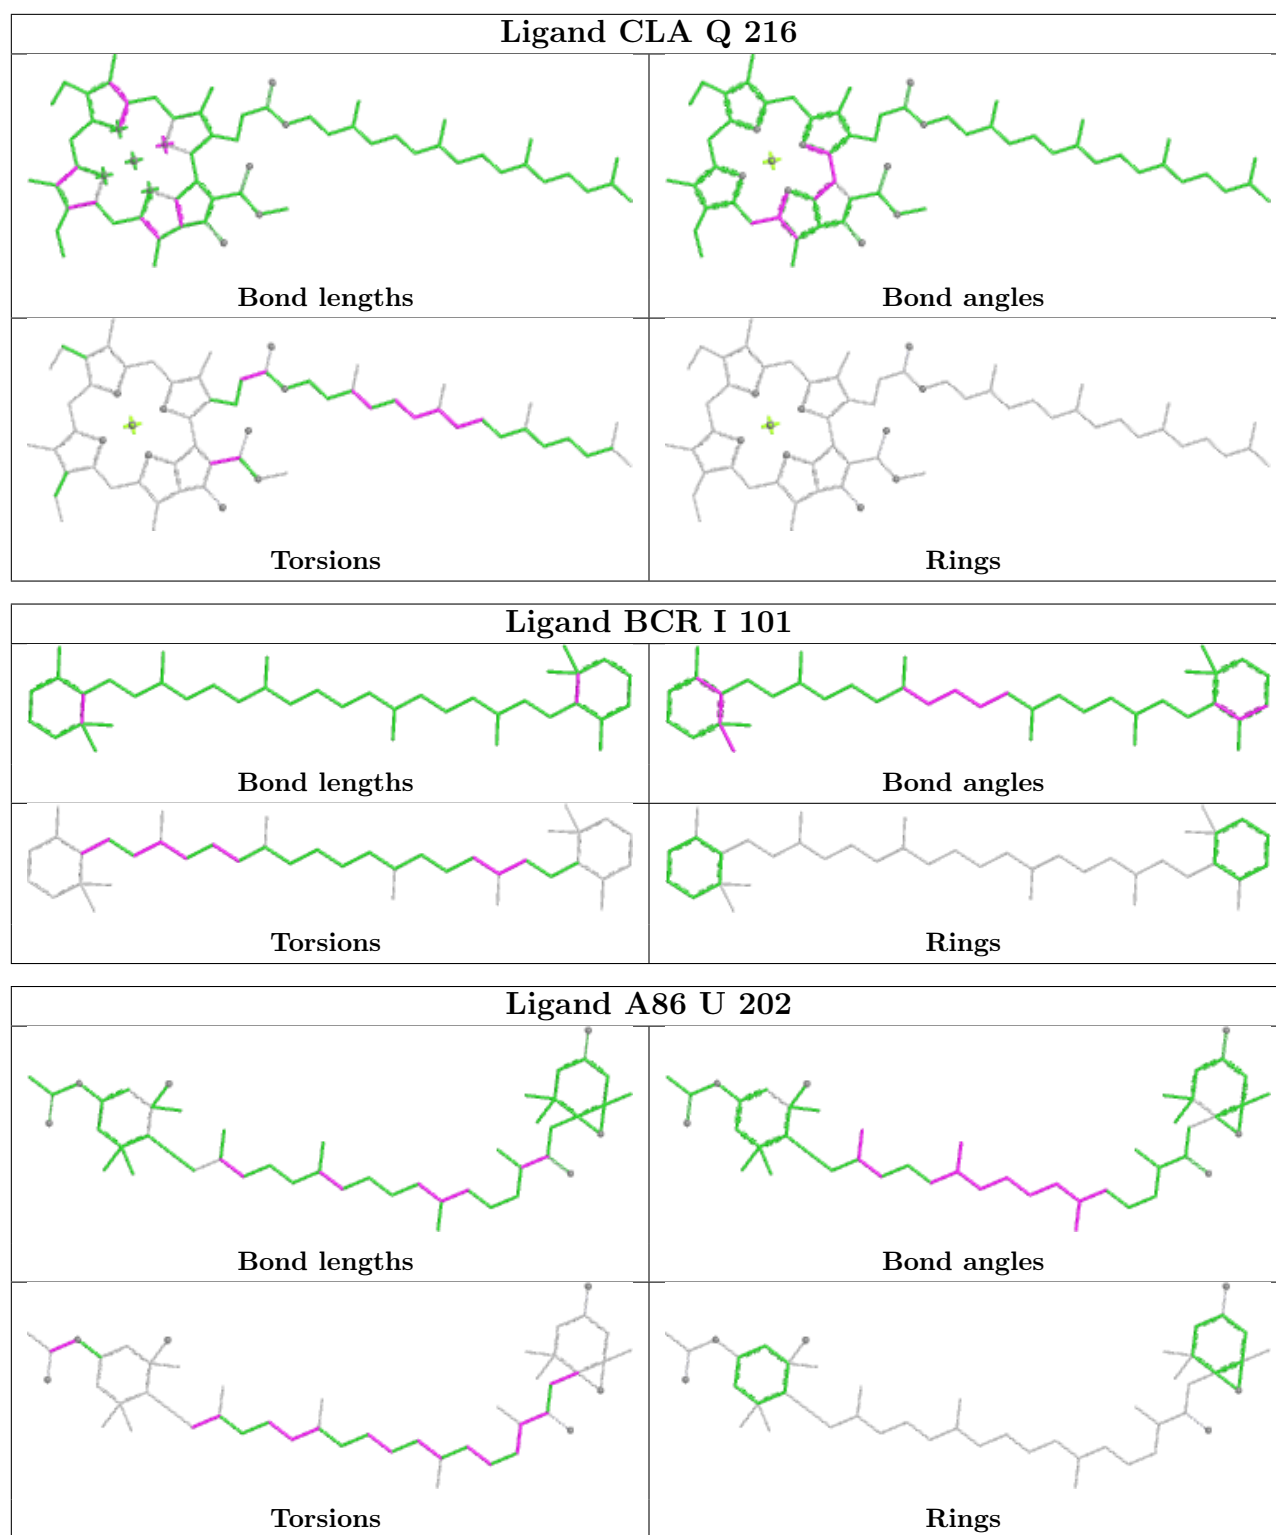 Ligand CLA Q 216
Bond lengths
Bond angles
Torsions
Rings
Ligand BCR I 101
Bond lengths
Bond angles
Torsions
Rings
Ligand A86 U 202
Bond lengths
Bond angles
Torsions
Rings